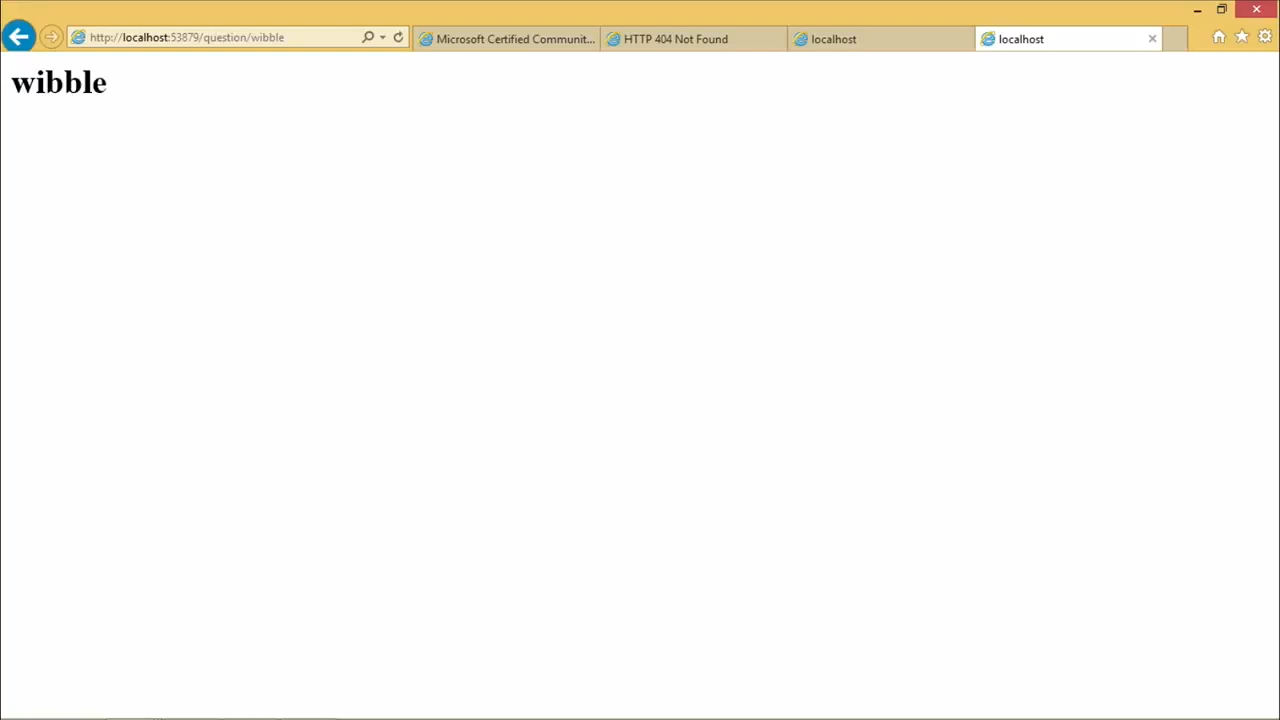 http://localhost:53879/question/wibble
Microsoft Certified Communit...
HTTP 404 Not Found
localhost
localhost
wibble